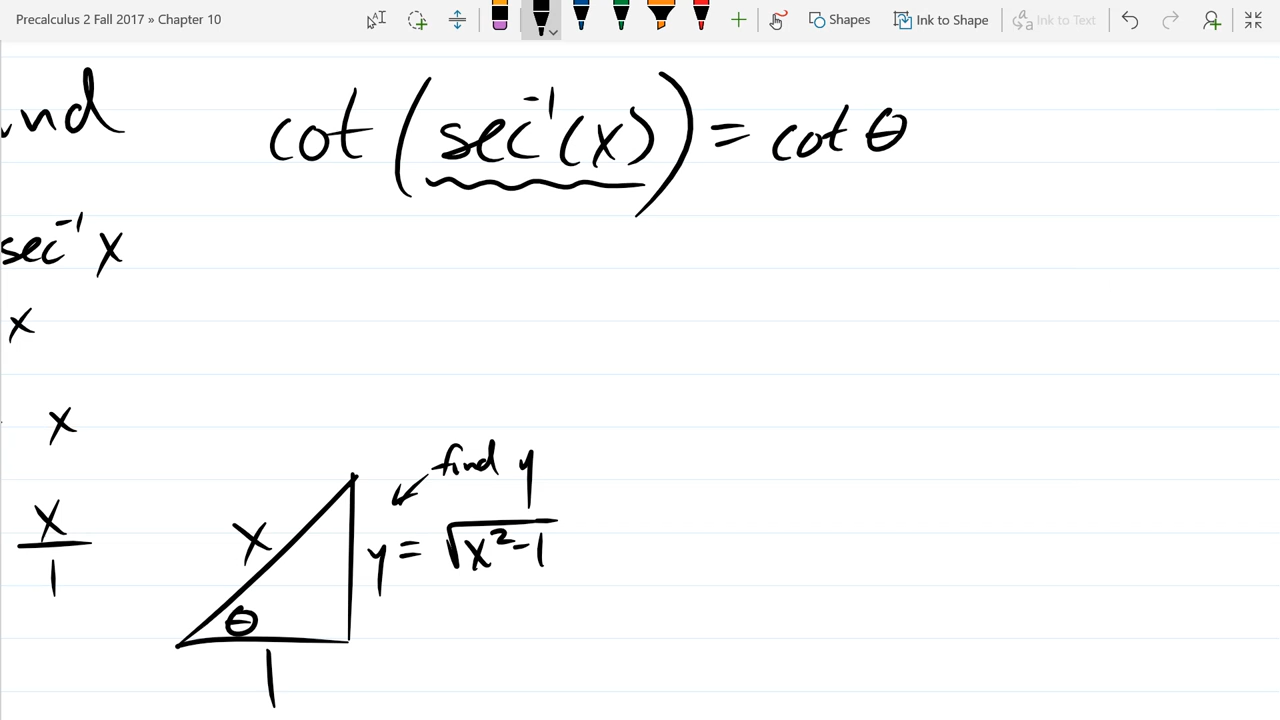 Precalculus 2 Fall 2017 » Chapter 10
Shapes
Ink to Shape
Ink to Text
nd cot(sec⁻¹(x)) = cot θ
sec⁻¹ x
x
x
find y
x/1
x
y = √x²-1
θ
1